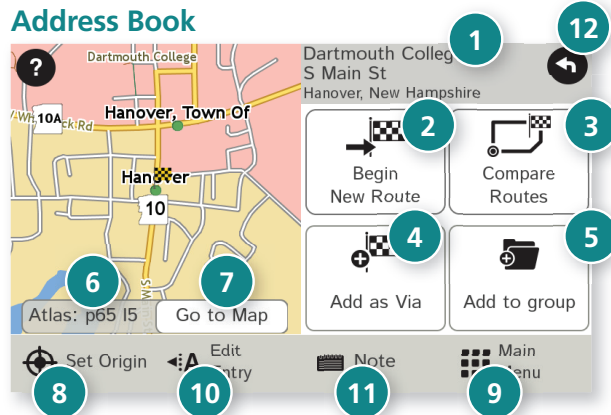 Address Book
12
1
?
Dartmouth College
Dartmouth Colleg
S Main St
Hanover, New Hampshire
10A
Hanover, Town Of
Hanover
10
2
3
Begin
New Route
Compare
Routes
4
5
Add as Via
Add to group
6
7
Atlas: p65 I5
Go to Map
Set Origin
A
Edit
Note
Main
8
10
11
9